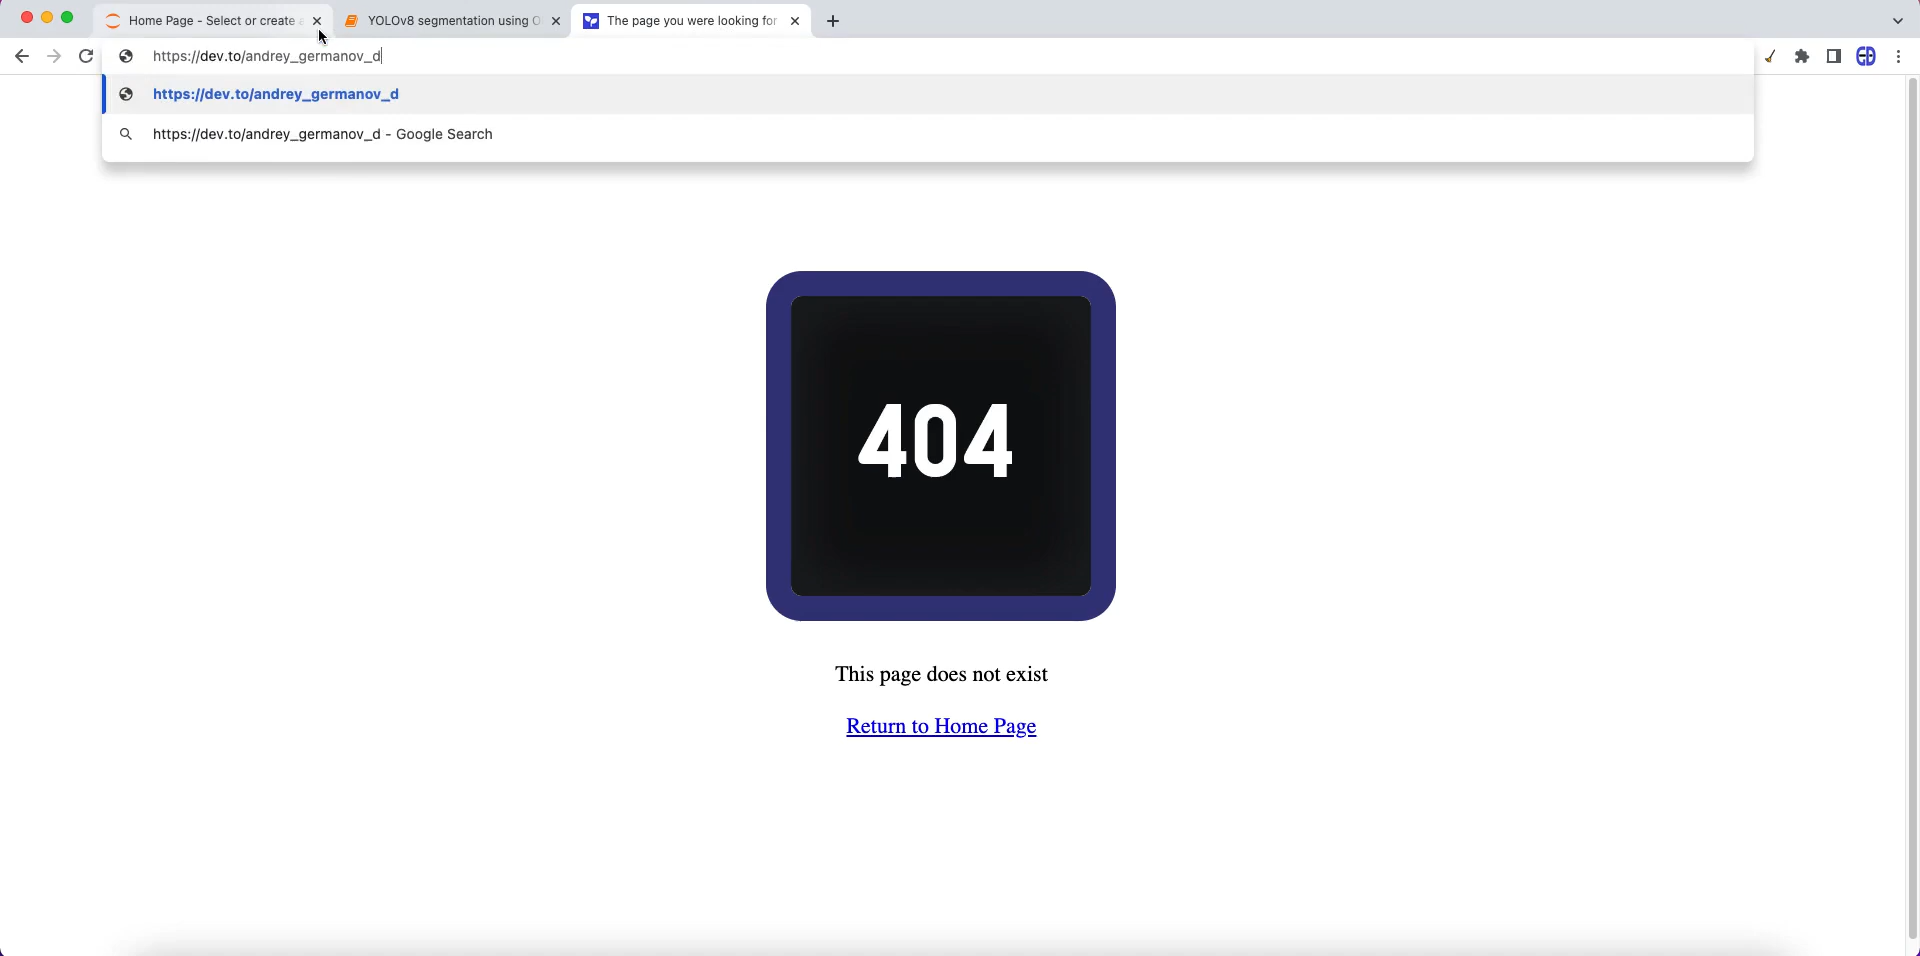 Home Page - Select or create a
YOLOv8 segmentation using O
The page you were looking for
https://dev.to/andrey_germanov_d
https://dev.to/andrey_germanov_d
https://dev.to/andrey_germanov_d - Google Search
404
This page does not exist
Return to Home Page